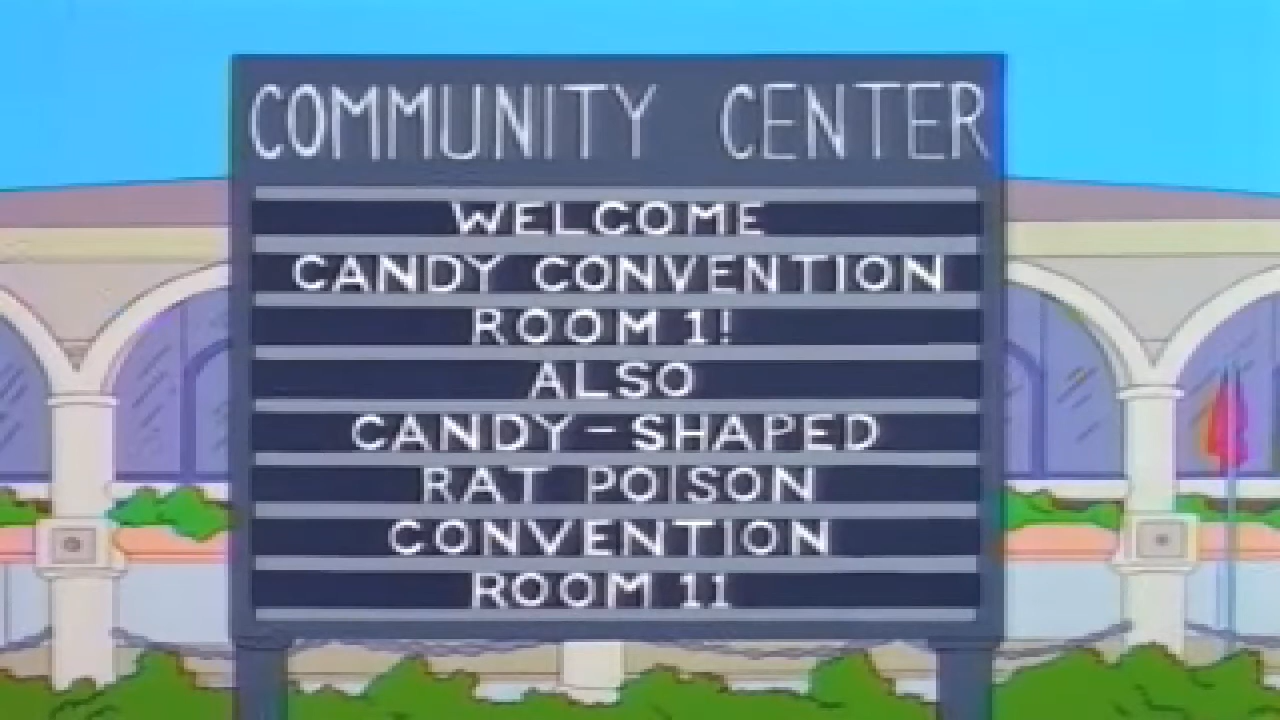 COMMUNITY CENTER
WELCOME
CANDY CONVENTION
ROOM 1!
ALSO
CANDY-SHAPED
RAT POISON
CONVENTION
ROOM 11